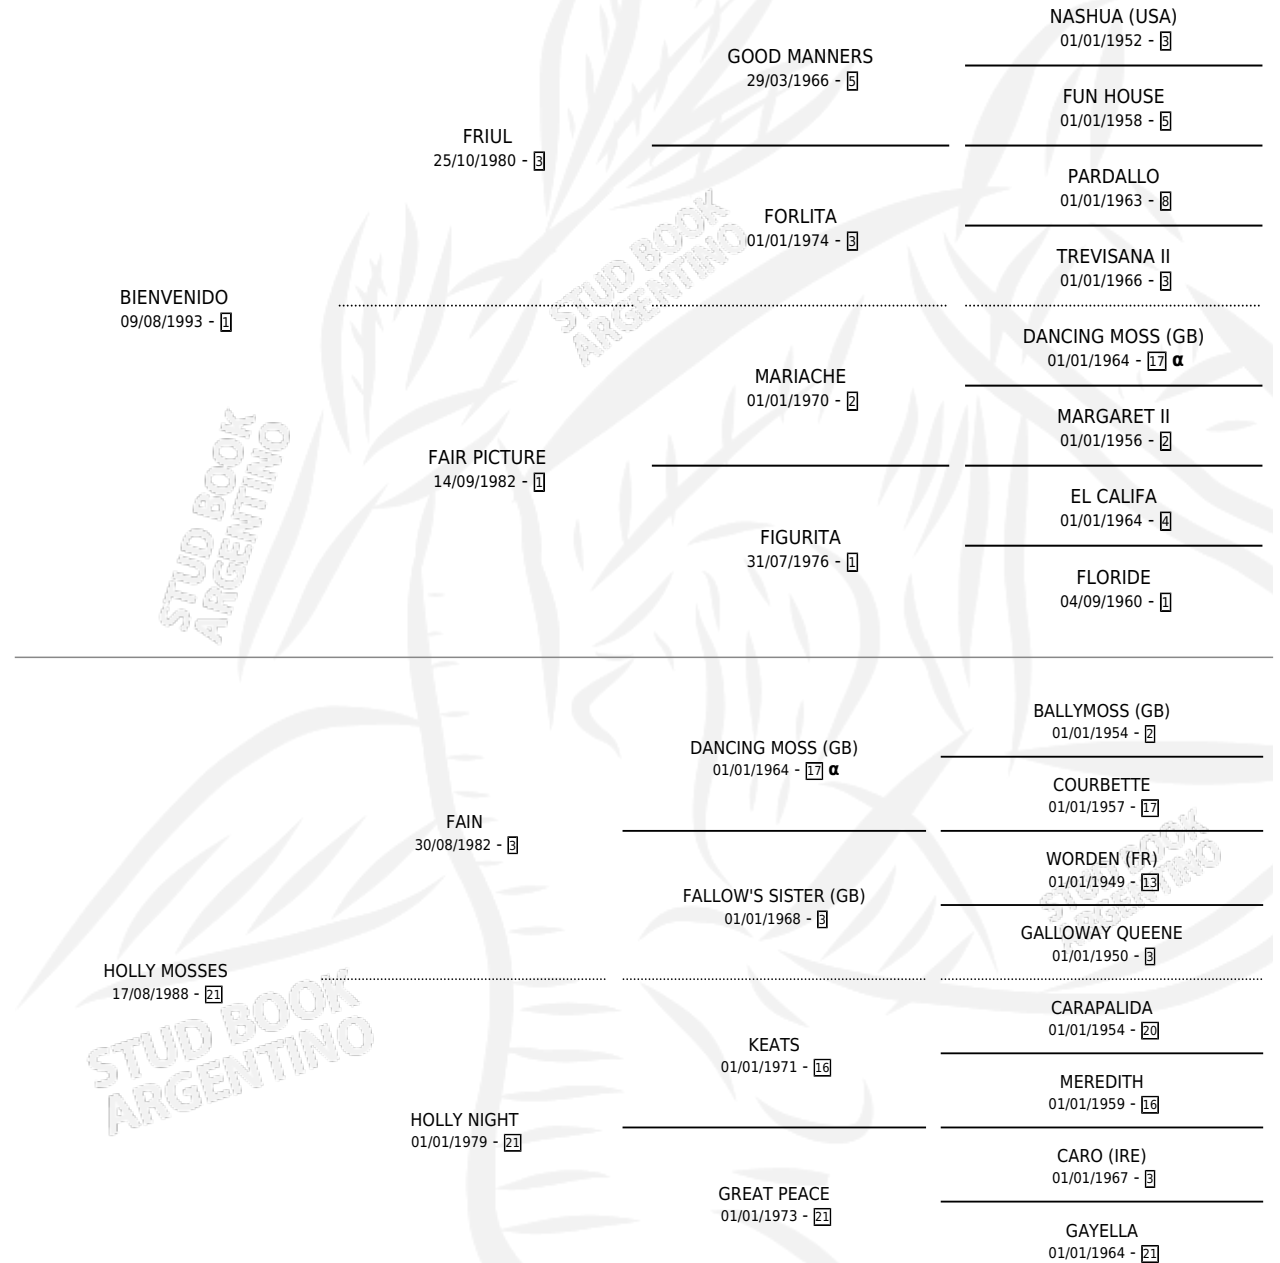 NASHUA (USA)
01/01/1952 - 3
GOOD MANNERS
29/03/1966 - 5
FUN HOUSE
01/01/1958 - 5
FRIUL
25/10/1980 - 3
PARDALLO
01/01/1963 - 8
FORLITA
01/01/1974 - 3
TREVISANA II
01/01/1966 - 3
BIENVENIDO
09/08/1993 - 1
DANCING MOSS (GB)
01/01/1964 - 17 α
MARIACHE
01/01/1970 - 2
MARGARET II
01/01/1956 - 2
FAIR PICTURE
14/09/1982 - 1
EL CALIFA
01/01/1964 - 4
FIGURITA
31/07/1976 - 1
FLORIDE
04/09/1960 - 1
BALLYMOSS (GB)
01/01/1954 - 2
DANCING MOSS (GB)
01/01/1964 - 17 α
COURBETTE
01/01/1957 - 17
FAIN
30/08/1982 - 3
WORDEN (FR)
01/01/1949 - 13
FALLOW'S SISTER (GB)
01/01/1968 - 3
GALLOWAY QUEENE
01/01/1950 - 3
HOLLY MOSSES
17/08/1988 - 21
CARAPALIDA
01/01/1954 - 20
KEATS
01/01/1971 - 16
MEREDITH
01/01/1959 - 16
HOLLY NIGHT
01/01/1979 - 21
CARO (IRE)
01/01/1967 - 3
GREAT PEACE
01/01/1973 - 21
GAYELLA
01/01/1964 - 21
STUD BOOK
ARGENTINO
STUD BOOK
ARGENTINO
STUD BOOK
ARGENTINO
STUD BOOK
ARGENTINO